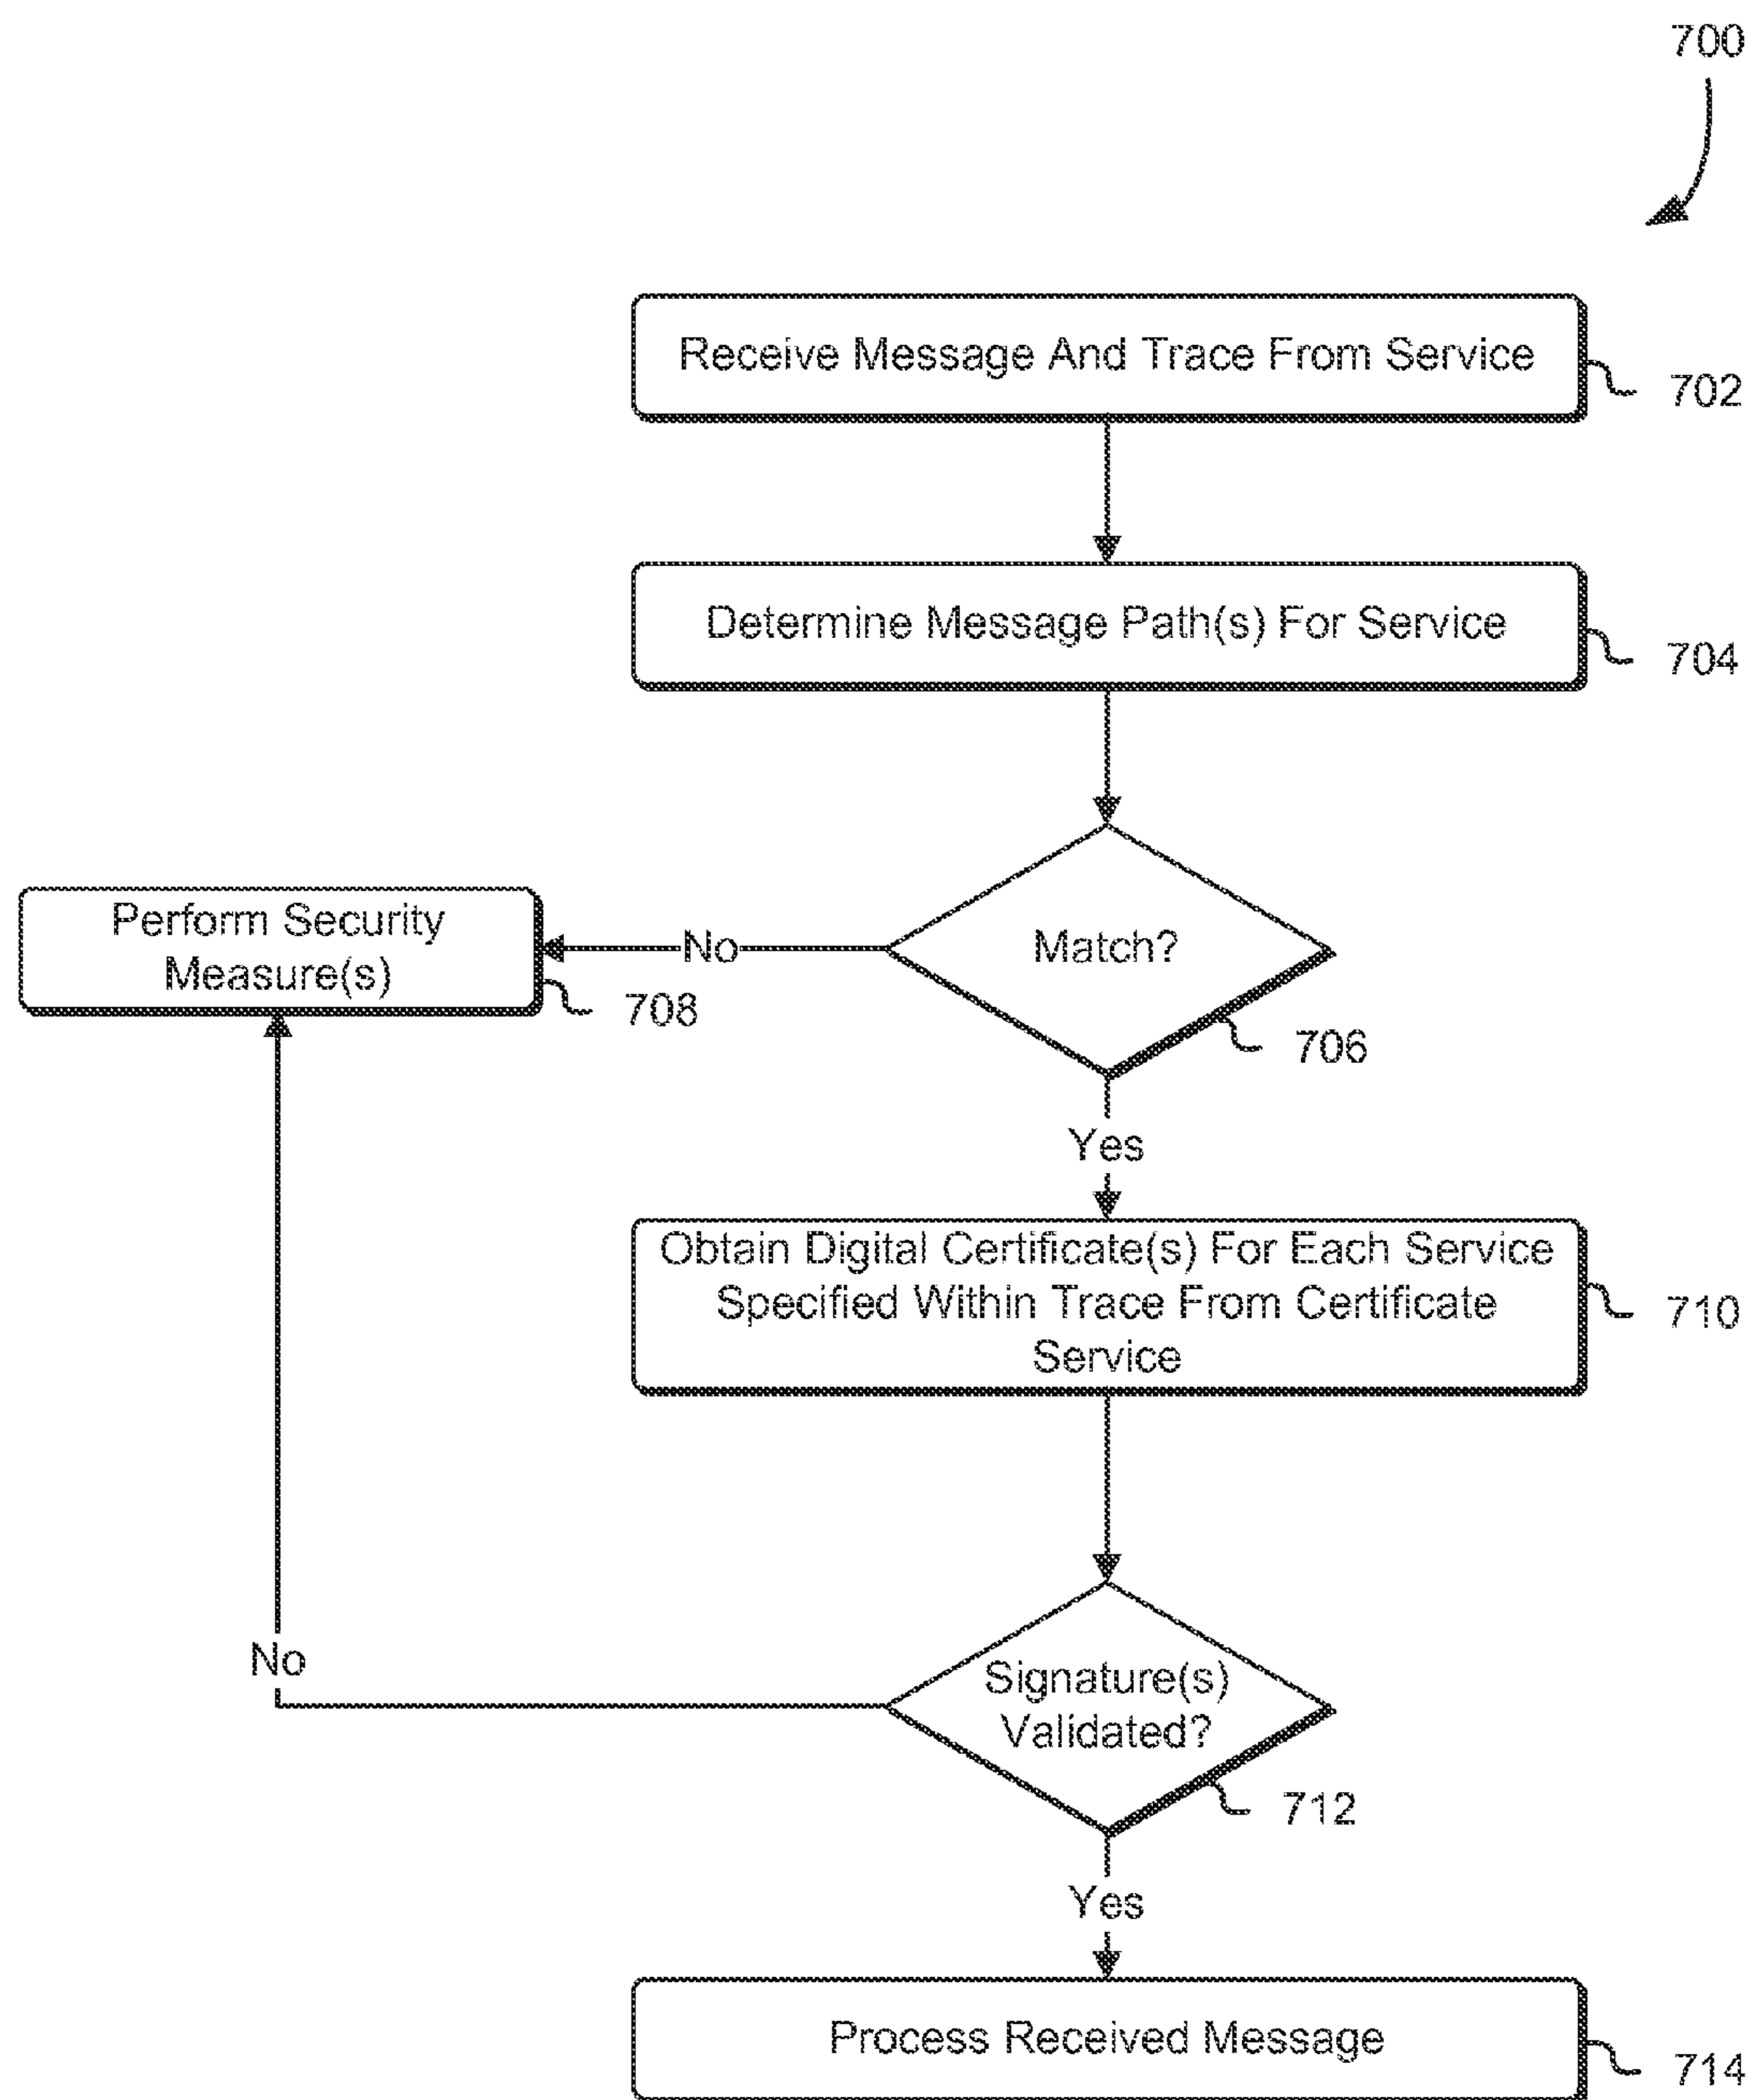 700
Receive Message And Trace From Service
702
Determine Message Path(s) For Service
704
Match?
706
No
Perform Security
Measure(s)
708
Yes
Obtain Digital Certificate(s) For Each Service
Specified Within Trace From Certificate
Service
710
Signature(s)
Validated?
712
No
Yes
Process Received Message
714